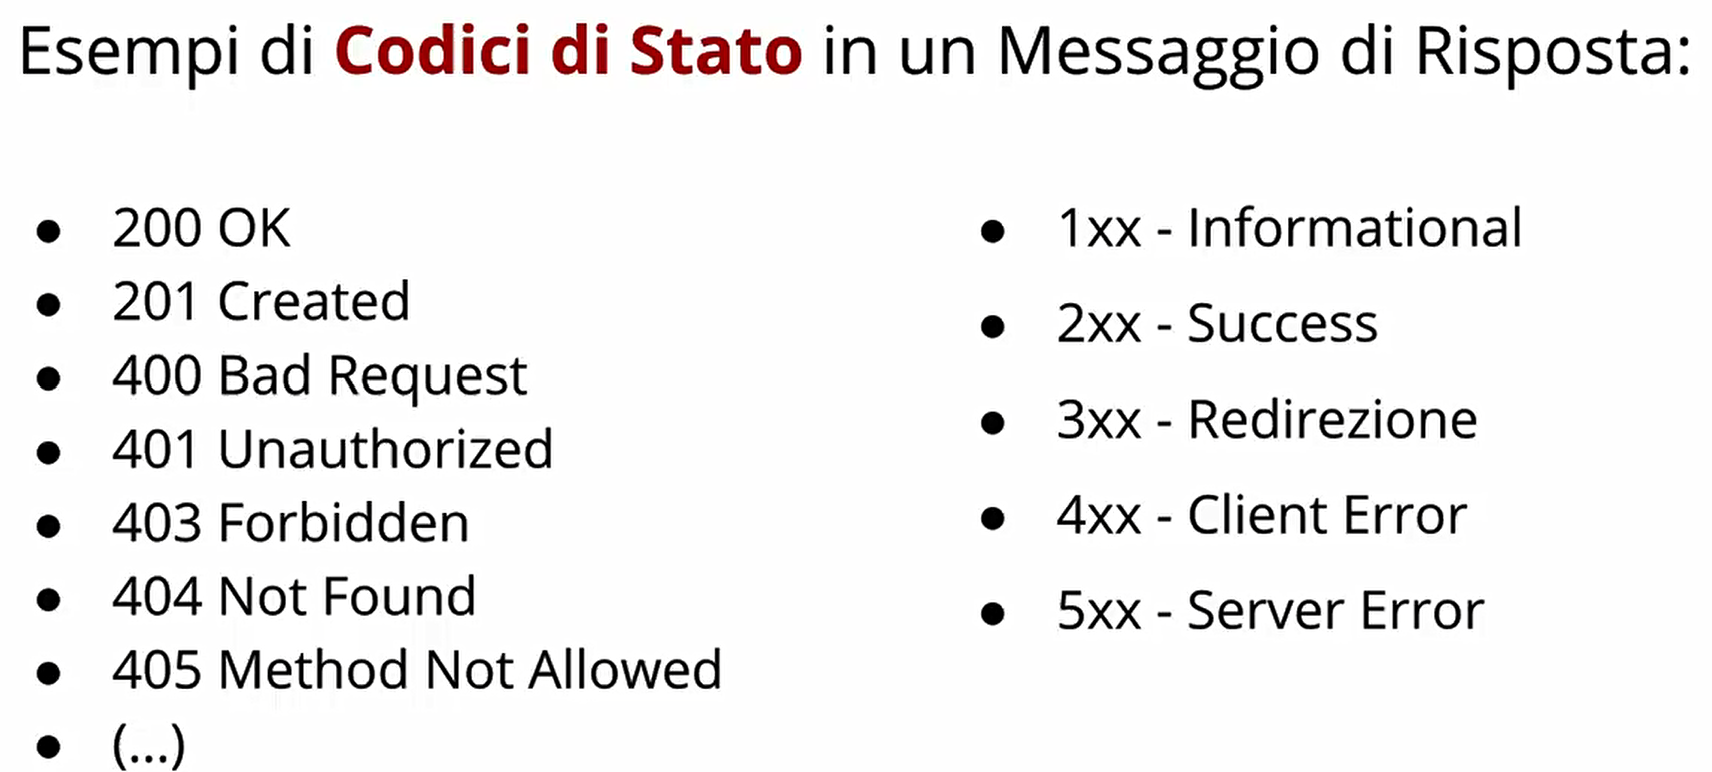 Esempi di Codici di Stato in un Messaggio di Risposta:
● 200 OK
● 201 Created
● 400 Bad Request
● 401 Unauthorized
● 403 Forbidden
● 404 Not Found
● 405 Method Not Allowed
● (...)
● 1xx - Informational
● 2xx - Success
● 3xx - Redirezione
● 4xx - Client Error
● 5xx - Server Error